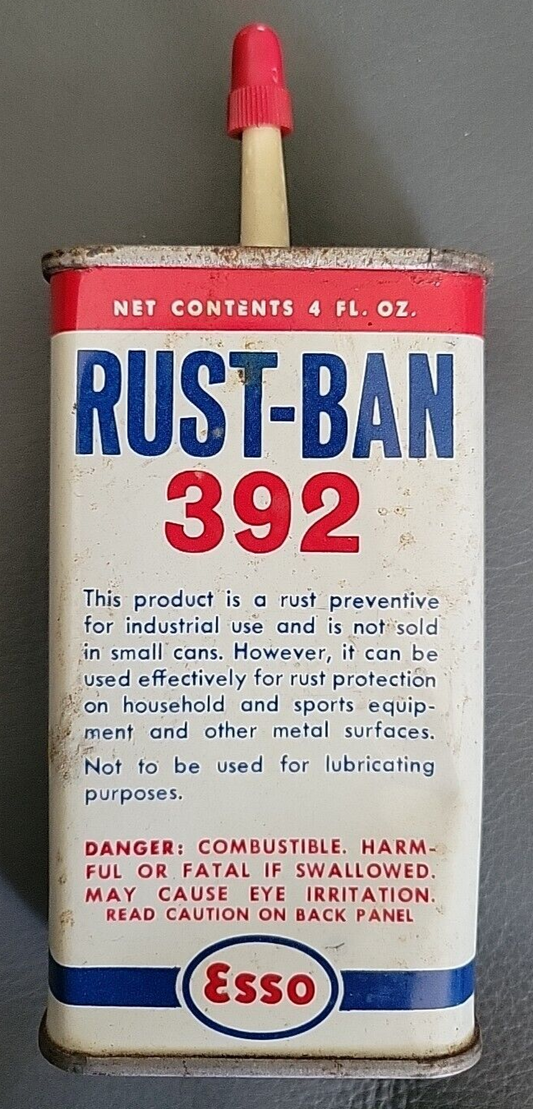 NET CONTENTS 4 FL. OZ.
RUST-BAN
392
This product is a rust preventive
for industrial use and is not sold
in small cans. However, it can be
used effectively for rust protection
on household and sports equip-
ment and other metal surfaces.
Not to be used for lubricating
purposes.
DANGER: COMBUSTIBLE. HARM-
FUL OR FATAL IF SWALLOWED.
MAY CAUSE EYE IRRITATION.
READ CAUTION ON BACK PANEL
Esso